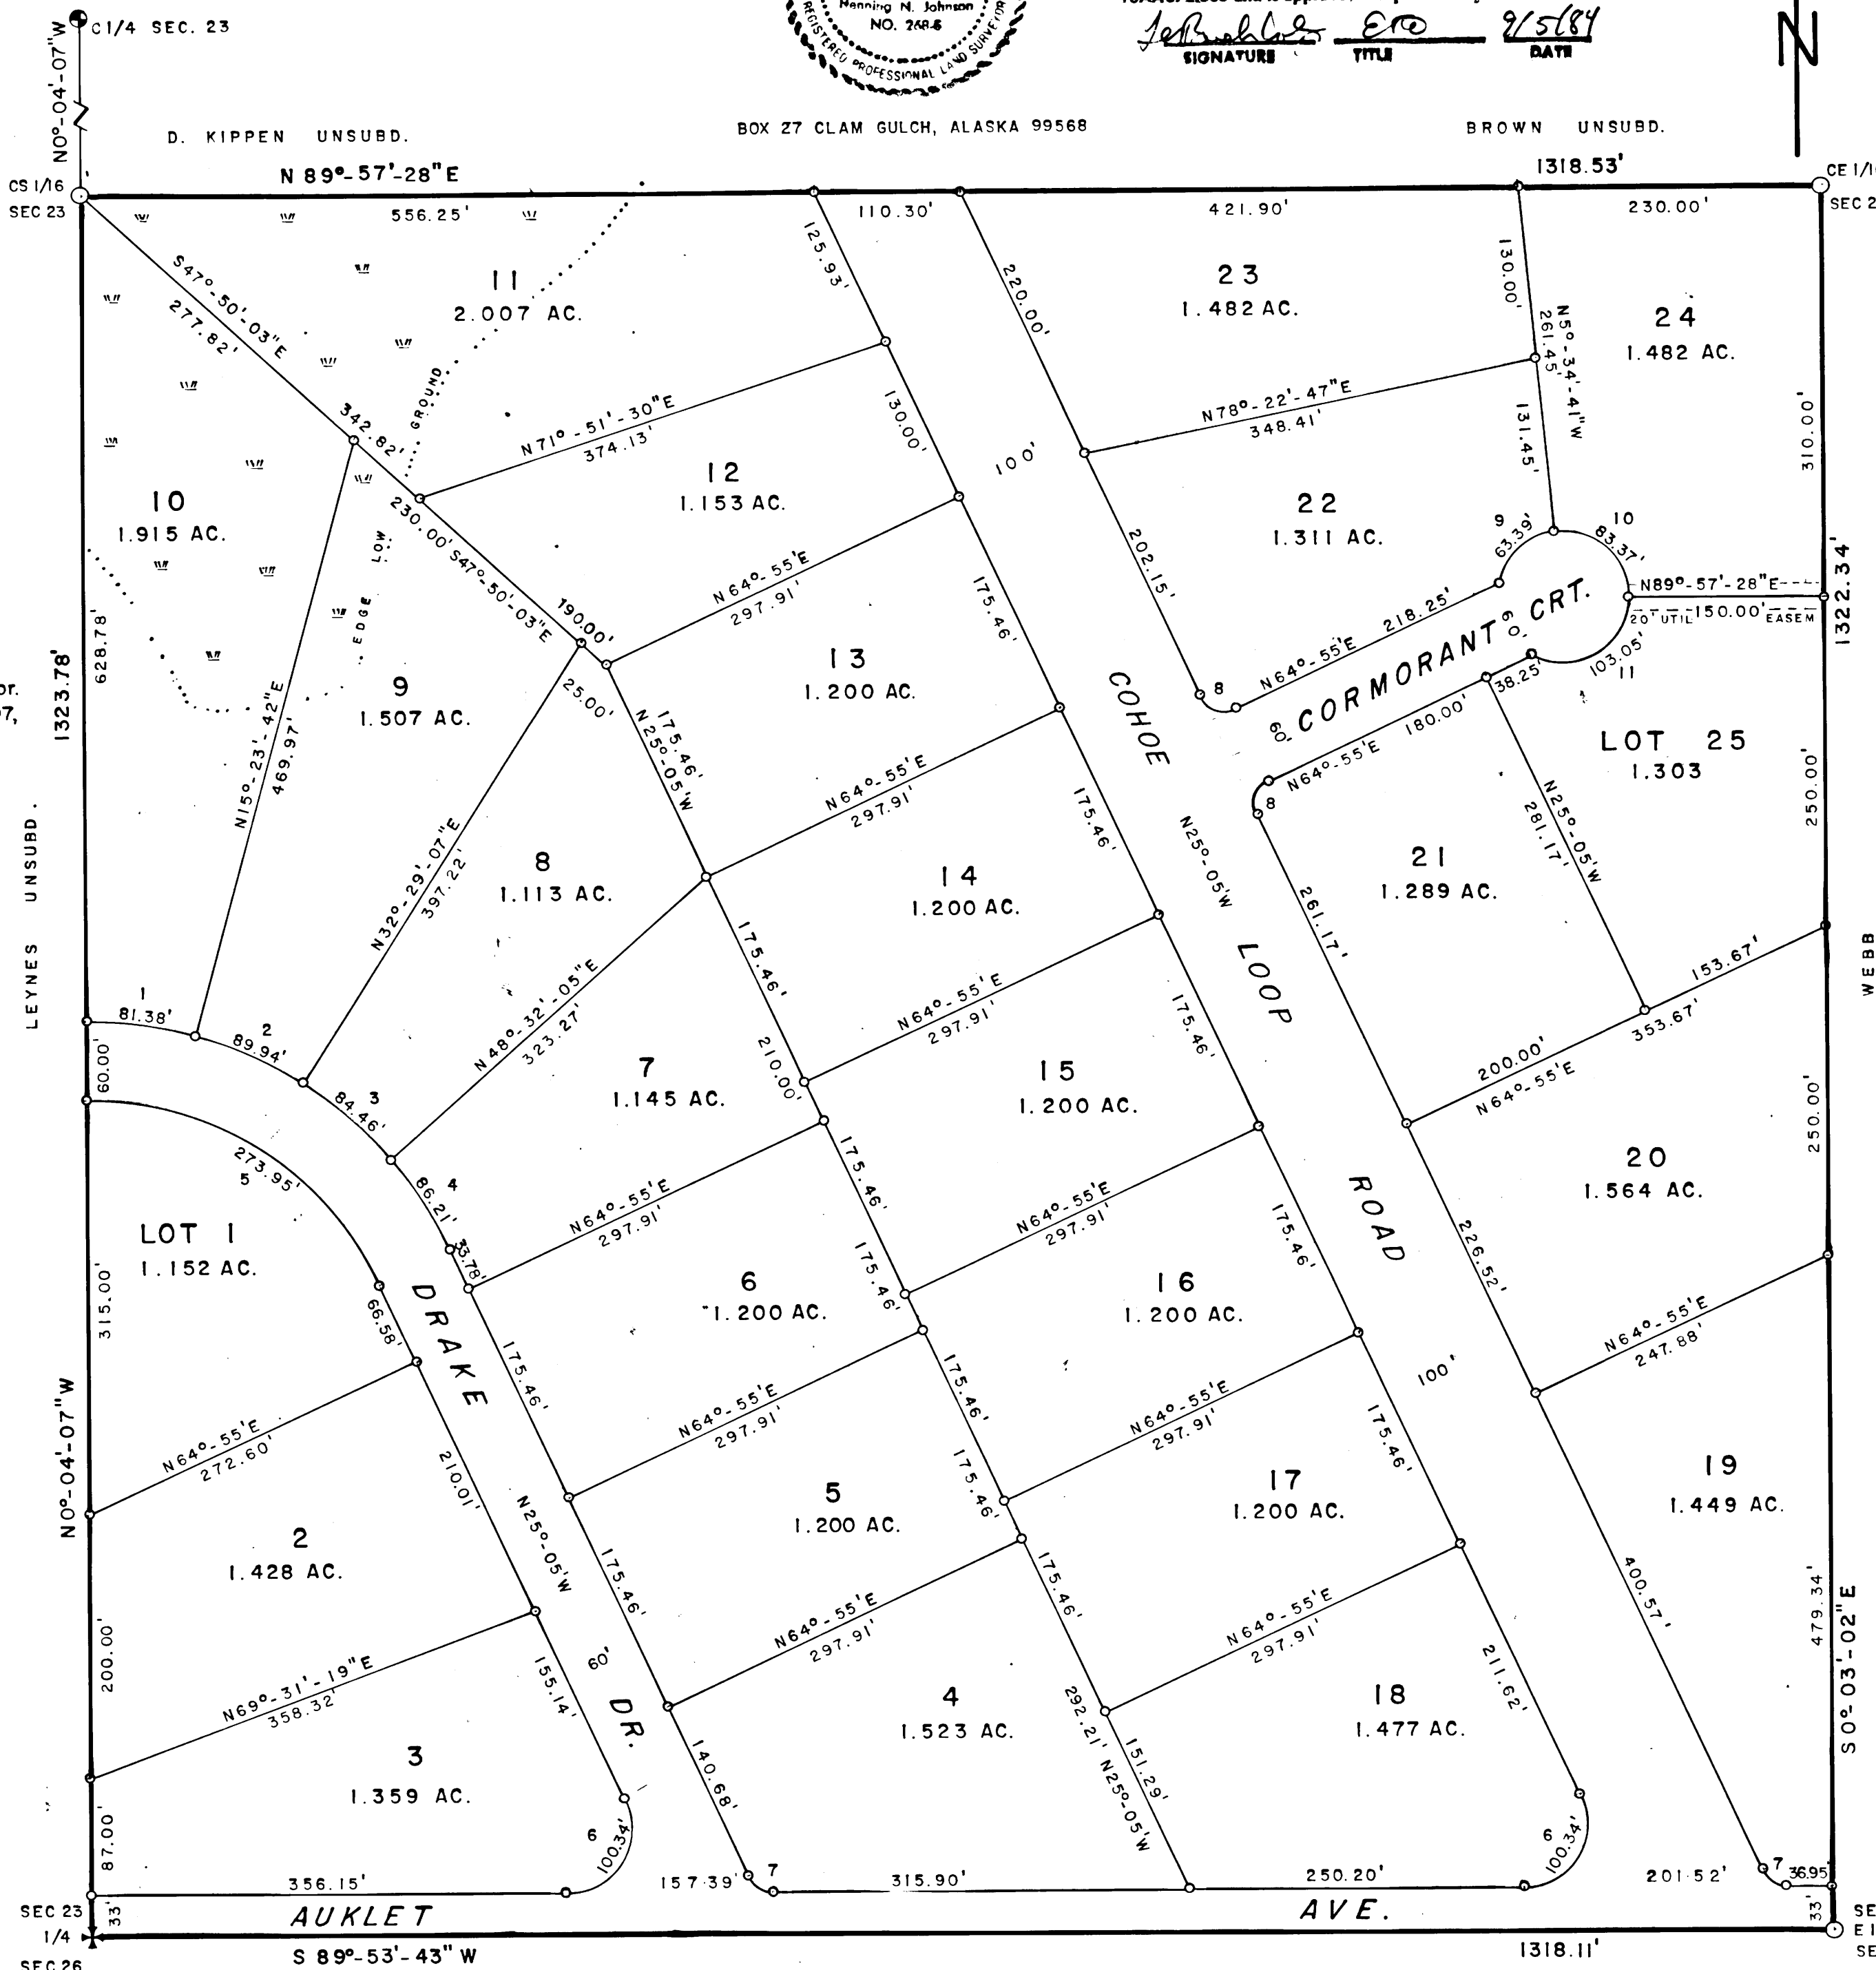 C 1/4 SEC. 23
Henning N. Johnson
NO. 268-S
REGISTERED PROFESSIONAL LAND SURVEYOR
SIGNATURE TITLE DATE
9/5/84
N
N0°-04'-07"W
D. KIPPEN UNSUBD.
BOX 27 CLAM GULCH, ALASKA 99568
BROWN UNSUBD.
N 89°-57'-28"E
1318.53'
CS 1/16
SEC 23
CE 1/1
SEC 2
556.25'
110.30'
421.90'
230.00'
S47°-50'-03"E
277.82'
342.82'
11
2.007 AC.
125.93'
220.00'
23
1.482 AC.
130.00'
N5°-34'-41"W
261.45'
24
1.482 AC.
N71°-51'-30"E
374.13'
N78°-22'-47"E
348.41'
131.45'
310.00'
130.00'
100'
10
1.915 AC.
EDGE LOW GROUND
230.00' S47°-50'-03"E
190.00'
25.00'
12
1.153 AC.
22
1.311 AC.
202.15'
9
63.39'
10
83.37'
N89°-57'-28"E
150.00'
20' UTIL EASEM
1322.34'
N64°-55'E
297.91'
175.46'
N64°-55'E
218.25'
8
60'
CORMORANT CRT.
60'
103.05'
11
38.25'
180.00'
N64°-55'E
8
1323.78'
628.78'
N15°-23'-42"E
469.97'
9
1.507 AC.
13
1.200 AC.
175.46'
N25°-05'W
COHOE LOOP ROAD
N25°-05'W
LOT 25
1.303
N25°-05'W
281.17'
250.00'
LEYNES UNSUBD.
WEBB
N32°-29'-07"E
397.22'
8
1.113 AC.
N64°-55'E
297.91'
175.46'
14
1.200 AC.
261.17'
21
1.289 AC.
153.67'
353.67'
200.00'
N64°-55'E
1
81.38'
2
89.94'
3
84.46'
N48°-32'-05"E
323.27'
175.46'
210.00'
N64°-55'E
297.91'
175.46'
60.00'
7
1.145 AC.
15
1.200 AC.
250.00'
20
1.564 AC.
273.95'
5
4
86.21'
33.78'
N64°-55'E
297.91'
175.46'
N64°-55'E
297.91'
175.46'
226.52'
LOT 1
1.152 AC.
315.00'
66.58'
DRAKE DR.
6
1.200 AC.
175.46'
16
1.200 AC.
N64°-55'E
247.88'
100'
N0°-04'-07"W
N64°-55'E
272.60'
210.01'
175.46'
N64°-55'E
297.91'
175.46'
N64°-55'E
297.91'
175.46'
2
1.428 AC.
N25°-05'W
5
1.200 AC.
175.46'
17
1.200 AC.
19
1.449 AC.
400.57'
479.34'
S0°-03'-02"E
200.00'
N69°-31'-19"E
358.32'
155.14'
60'
175.46'
N64°-55'E
297.91'
175.46'
N64°-55'E
297.91'
211.62'
3
1.359 AC.
4
1.523 AC.
18
1.477 AC.
87.00'
6
100.34'
140.68'
292.21' N25°-05'W
151.29'
6
100.34'
356.15'
157.39'
7
315.90'
250.20'
201.52'
7
36.95'
SEC 23
1/4
SEC 26
33'
AUKLET AVE.
33'
S 89°-53'-43" W
1318.11'
SE
E 1
SE